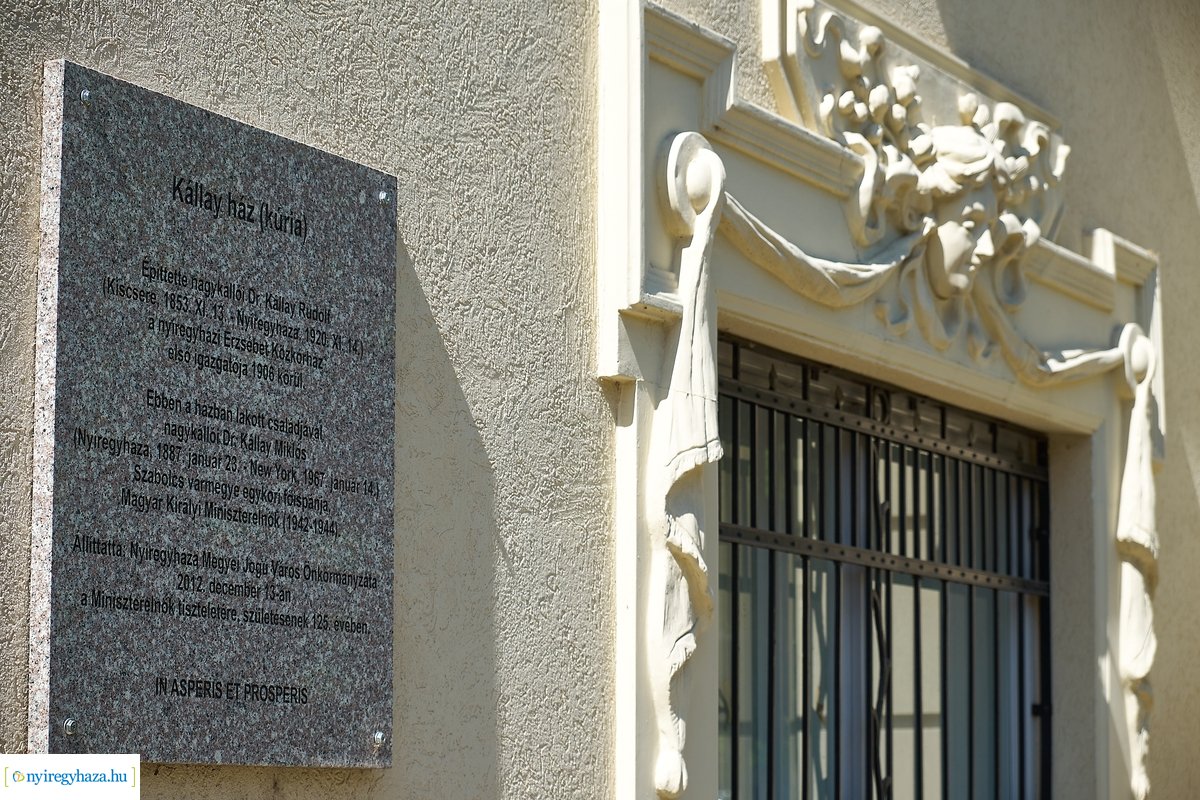 Kállay ház (kúria)
Építtette nagykállói Dr. Kállay Rudolf
(Kiscsere, 1853. XI. 13. - Nyíregyháza, 1920. XI. 14.)
a nyíregyházi Erzsébet Közkórház
első igazgatója 1906 körül.
Ebben a házban lakott családjával
nagykállói Dr. Kállay Miklós
(Nyíregyháza, 1887. január 23. - New York, 1967. január 14.)
Szabolcs vármegye egykori főispánja,
Magyar Királyi Miniszterelnök (1942-1944).
Állíttatta: Nyíregyháza Megyei Jogú Város Önkormányzata
2012. december 13-án
a Miniszterelnök tiszteletére, születésének 125. évében.
IN ASPERIS ET PROSPERIS
nyiregyhaza.hu